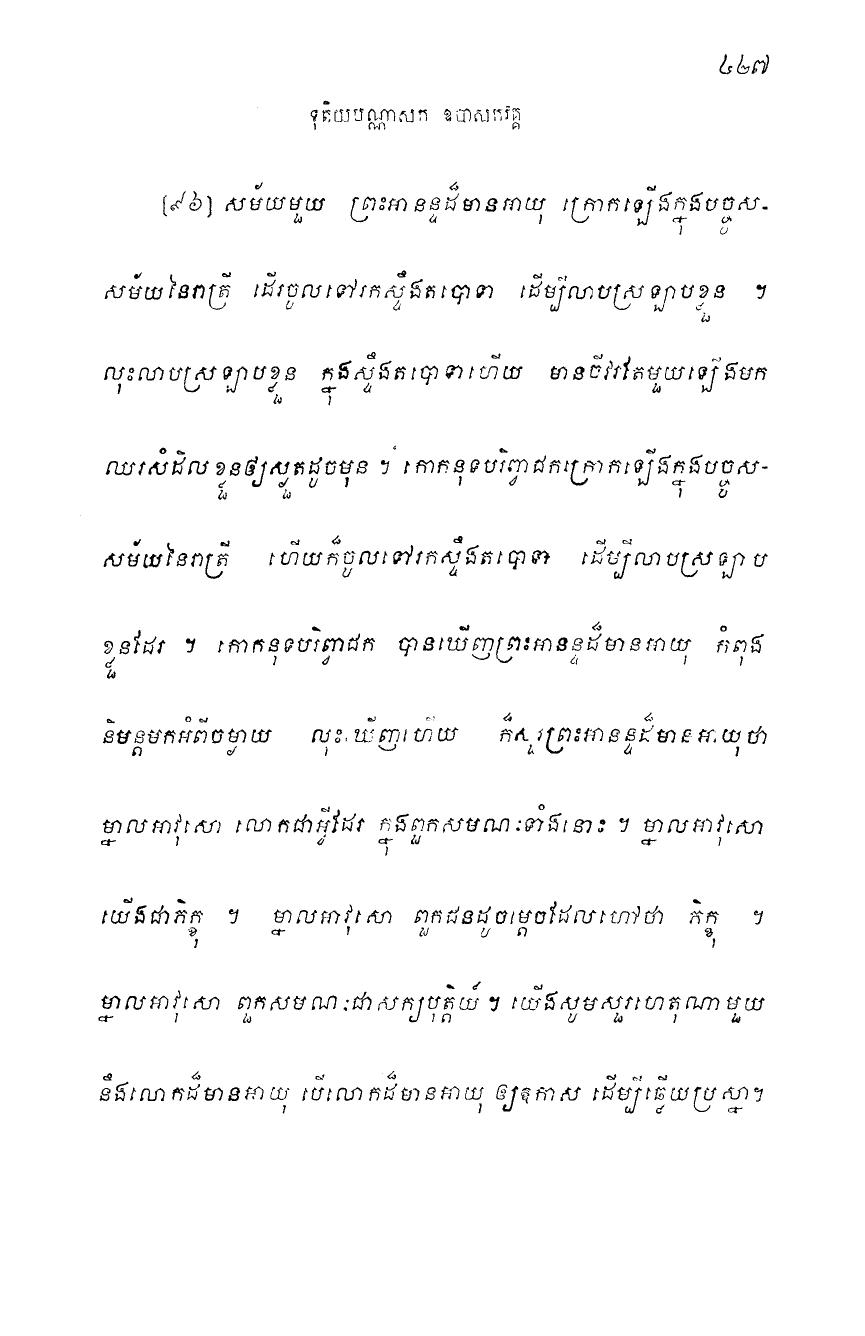 ៤២៧
ទុតិយបណ្ណាសក ឧបាសកវគ្គ
[៩៦] សម័យមួយ ព្រះអានន្ទដ៏មានអាយុ ក្រោកឡើងក្នុងបច្ចូស-
សម័យនៃរាត្រី ដើរចូលទៅរកស្ទឹងតបោទា ដើម្បីលាបស្រឡាបខ្លួន ។
លុះលាបស្រឡាបខ្លួន ក្នុងស្ទឹងតបោទាហើយ មានចីវរតែមួយឡើងមក
ឈរសំដិលខ្លួនឲ្យស្ងួតដូចមុន ។ កោកនុទបរិព្វាជកក្រោកឡើងក្នុងបច្ចូស-
សម័យនៃរាត្រី ហើយក៏ចូលទៅរកស្ទឹងតបោទា ដើម្បីលាបស្រឡាប
ខ្លួនដែរ ។ កោកនុទបរិព្វាជក បានឃើញព្រះអានន្ទដ៏មានអាយុ កំពុង
និមន្តមកអំពីចម្ងាយ លុះឃើញហើយ ក៏សួរព្រះអានន្ទដ៏មានអាយុថា
ម្នាលអាវុសោ លោកជាអ្វីដែរ ក្នុងពួកសមណៈទាំងនោះ ។ ម្នាលអាវុសោ
យើងជាភិក្ខុ ។ ម្នាលអាវុសោ ពួកជនដូចម្តេចដែលហៅថា ភិក្ខុ ។
ម្នាលអាវុសោ ពួកសមណៈជាសក្យបុត្តិយ៍ ។ យើងសូមសួរហេតុណាមួយ
នឹងលោកដ៏មានអាយុ បើលោកដ៏មានអាយុ ឲ្យឱកាស ដើម្បីធ្វើយប្រស្នា។